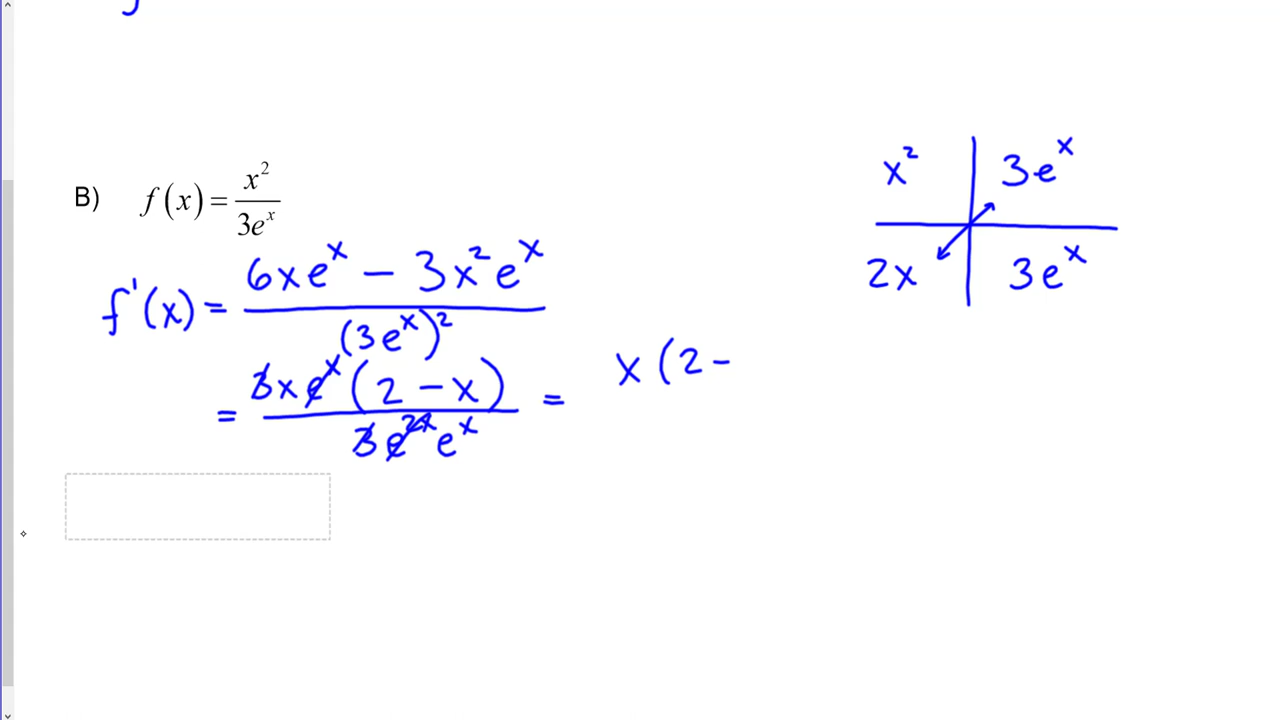 B) f(x) = x²/3eˣ
f'(x) = (6xeˣ − 3x²eˣ)/(3eˣ)²
= 3xeˣ(2 − x)/3e²ˣeˣ = x(2 −
x² 3eˣ
2x 3eˣ